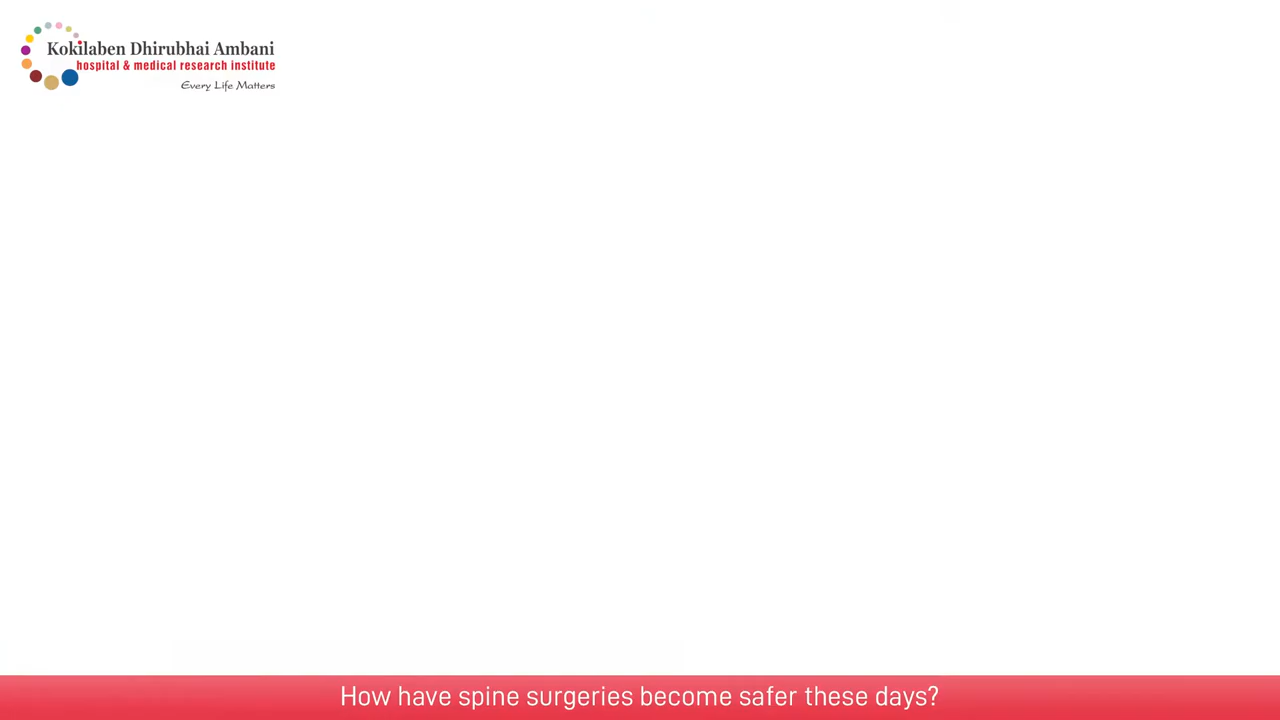 Kokilaben Dhirubhai Ambani
hospital & medical research institute
Every Life Matters
How have spine surgeries become safer these days?